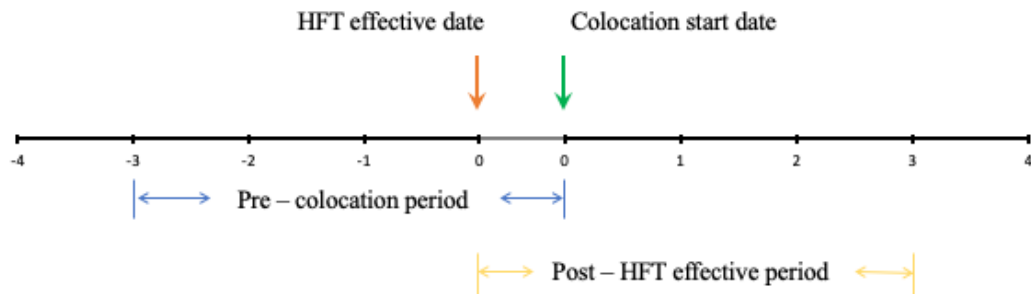 HFT effective date Colocation start date
-4 -3 -2 -1 0 0 1 2 3 4
Pre – colocation period
Post – HFT effective period